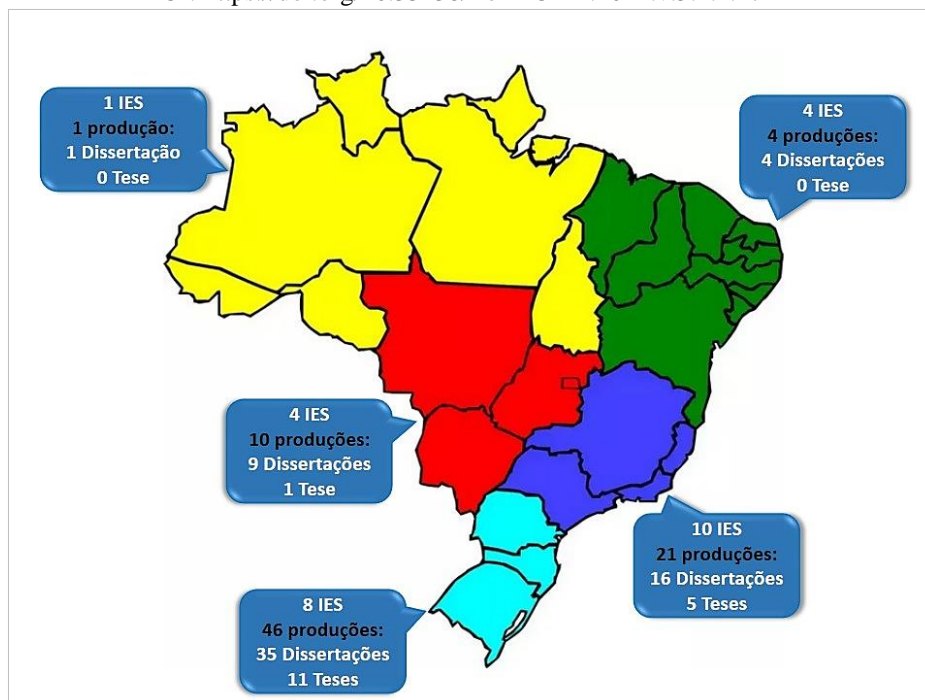 1 IES
1 produção:
1 Dissertação
0 Tese
4 IES
4 produções:
4 Dissertações
0 Tese
4 IES
10 produções:
9 Dissertações
1 Tese
10 IES
21 produções:
16 Dissertações
5 Teses
8 IES
46 produções:
35 Dissertações
11 Teses